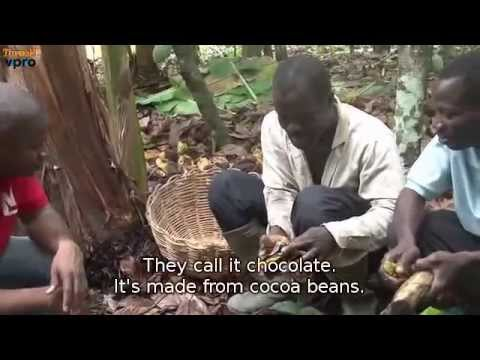 vpro
They call it chocolate.
It's made from cocoa beans.